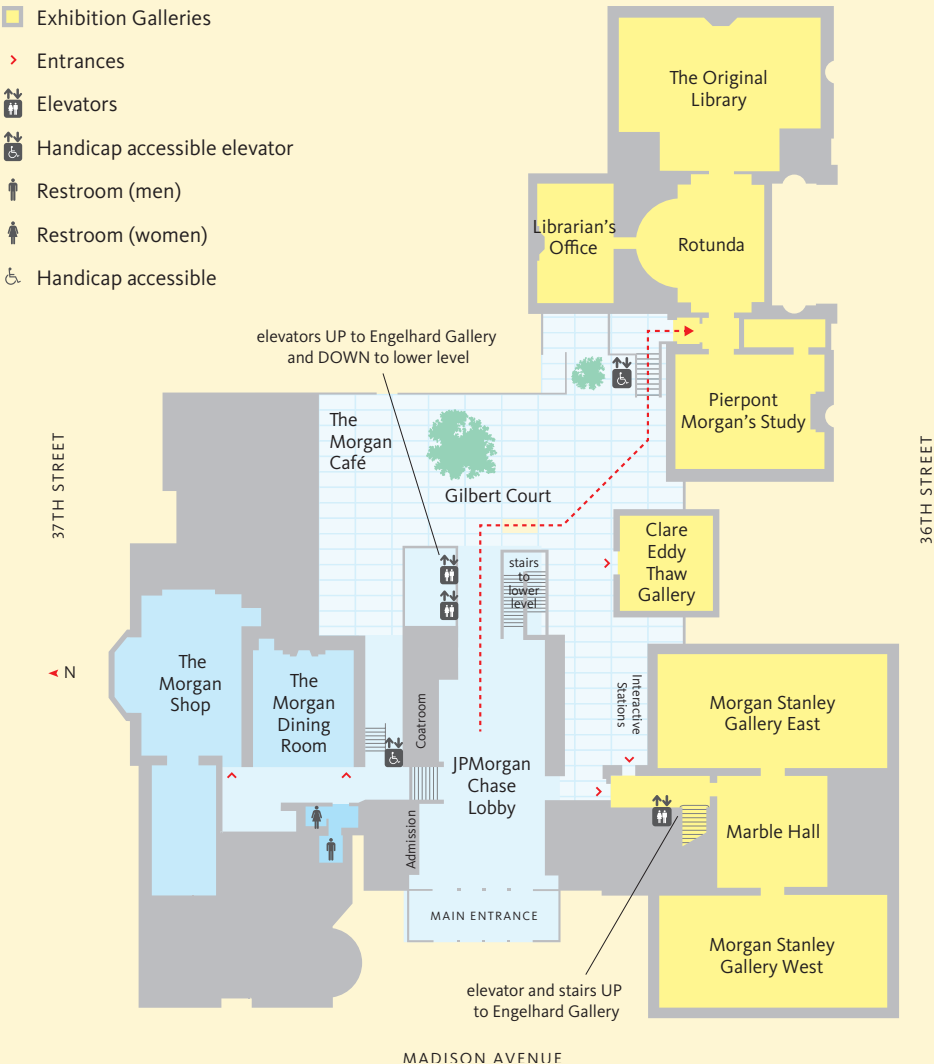 Exhibition Galleries
Entrances
Elevators
Handicap accessible elevator
Restroom (men)
Restroom (women)
Handicap accessible
The Original
Library
Librarian's
Office
Rotunda
elevators UP to Engelhard Gallery
and DOWN to lower level
Pierpont
Morgan's Study
The
Morgan
Café
Gilbert Court
37TH STREET
36TH STREET
Clare
Eddy
Thaw
Gallery
stairs
to
lower
level
N
The
Morgan
Shop
The
Morgan
Dining
Room
Coatroom
Interactive
Stations
Morgan Stanley
Gallery East
JPMorgan
Chase
Lobby
Admission
Marble Hall
MAIN ENTRANCE
Morgan Stanley
Gallery West
elevator and stairs UP
to Engelhard Gallery
MADISON AVENUE